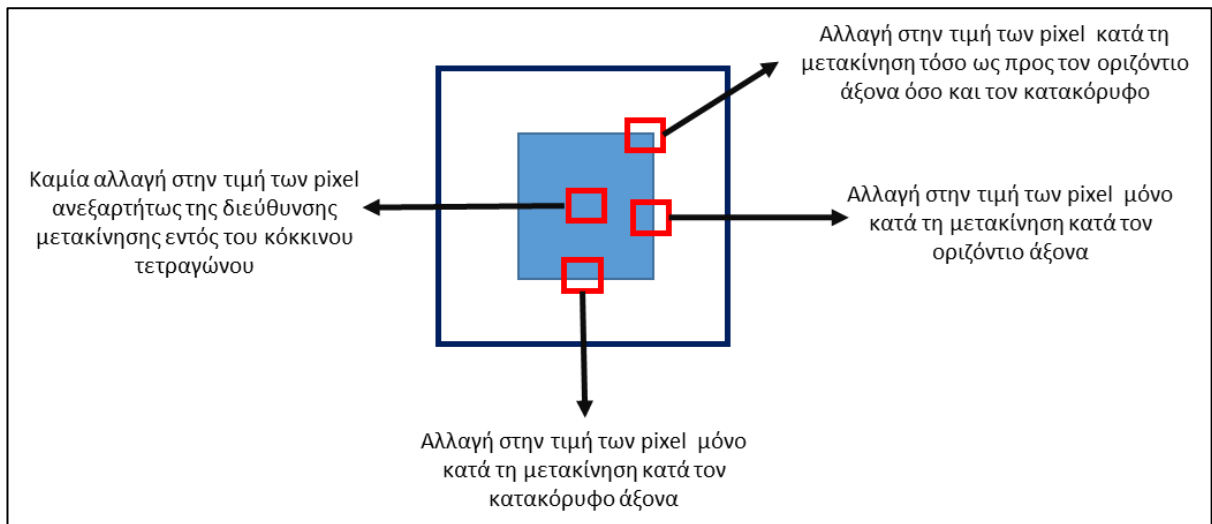 Αλλαγή στην τιμή των pixel κατά τη
μετακίνηση τόσο ως προς τον οριζόντιο
άξονα όσο και τον κατακόρυφο
Καμία αλλαγή στην τιμή των pixel
ανεξαρτήτως της διεύθυνσης
μετακίνησης εντός του κόκκινου
τετραγώνου
Αλλαγή στην τιμή των pixel μόνο
κατά τη μετακίνηση κατά τον
οριζόντιο άξονα
Αλλαγή στην τιμή των pixel μόνο
κατά τη μετακίνηση κατά τον
κατακόρυφο άξονα